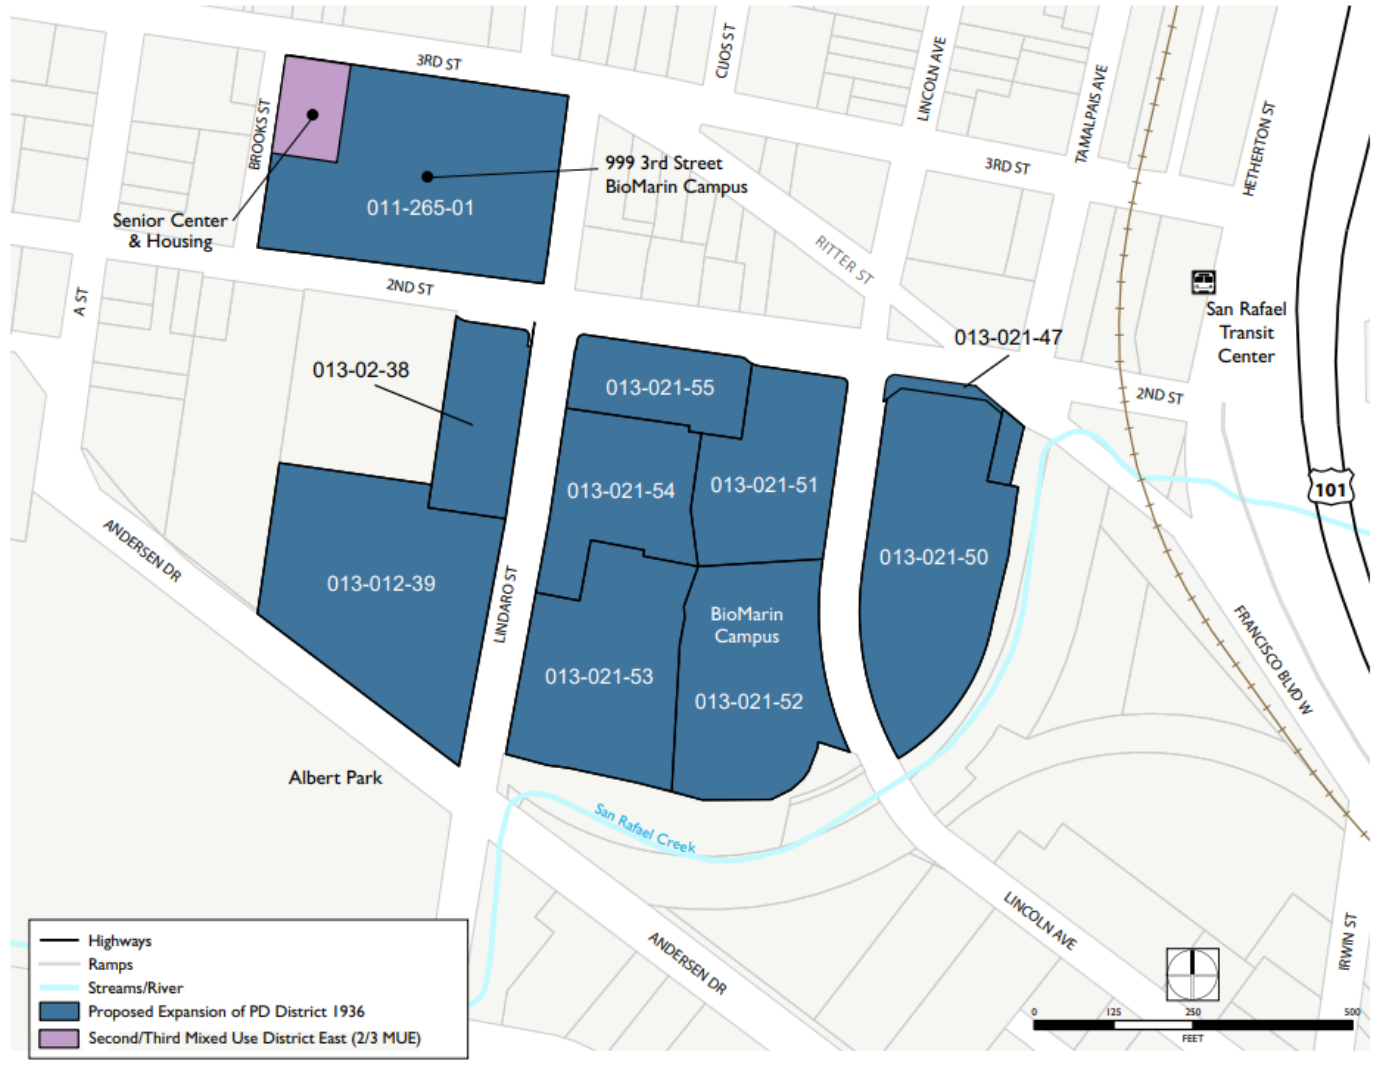 3RD ST
CIJOS ST
LINCOLN AVE
TAMALPAIS AVE
HETHERTON ST
BROOKS ST
999 3rd Street
BioMarin Campus
3RD ST
011-265-01
Senior Center
& Housing
RITTER ST
A ST
2ND ST
San Rafael
Transit
Center
013-021-47
013-02-38
013-021-55
2ND ST
013-021-54
013-021-51
101
ANDERSEN DR
013-012-39
013-021-50
LINDARO ST
BioMarin
Campus
FRANCISCO BLVD W
013-021-53
013-021-52
Albert Park
San Rafael Creek
LINCOLN AVE
ANDERSEN DR
IRWIN ST
Highways
Ramps
Streams/River
Proposed Expansion of PD District 1936
Second/Third Mixed Use District East (2/3 MUE)
0 125 250 500
FEET